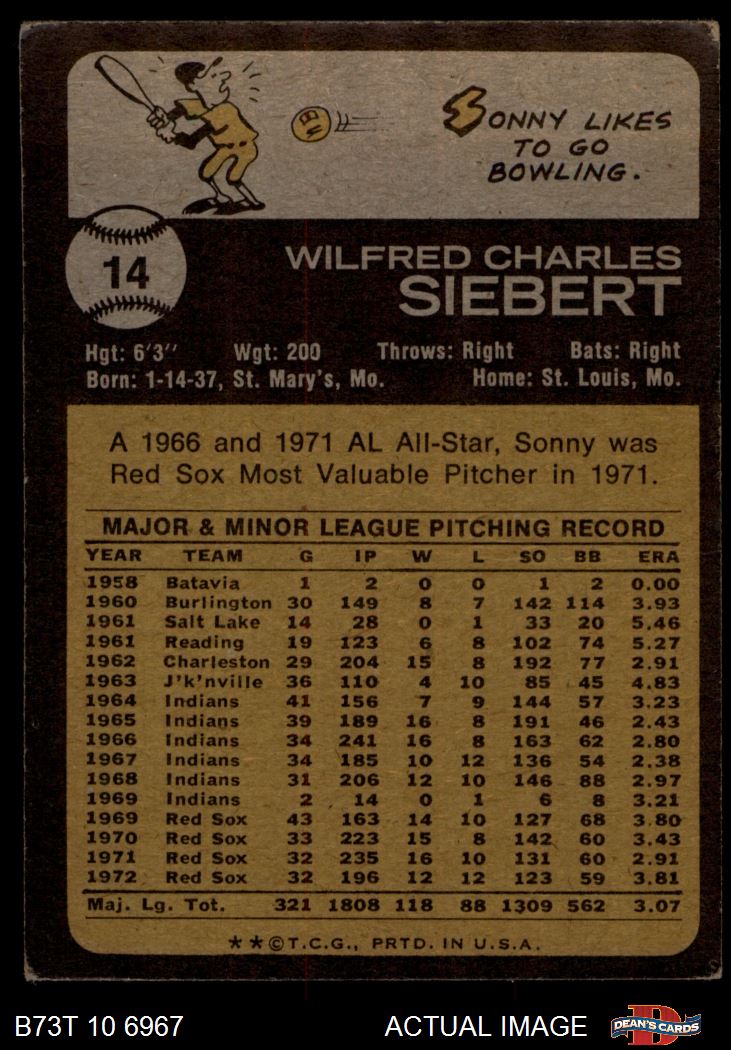 SONNY LIKES
TO GO
BOWLING.
14
WILFRED CHARLES
SIEBERT
Hgt: 6'3" Wgt: 200 Throws: Right Bats: Right
Born: 1-14-37, St. Mary's, Mo. Home: St. Louis, Mo.
A 1966 and 1971 AL All-Star, Sonny was
Red Sox Most Valuable Pitcher in 1971.
MAJOR & MINOR LEAGUE PITCHING RECORD
YEAR TEAM G IP W L SO BB ERA
1958 Batavia 1 2 0 0 1 2 0.00
1960 Burlington 30 149 8 7 142 114 3.93
1961 Salt Lake 14 28 0 1 33 20 5.46
1961 Reading 19 123 6 8 102 74 5.27
1962 Charleston 29 204 15 8 192 77 2.91
1963 J'k'nville 36 110 4 10 85 45 4.83
1964 Indians 41 156 7 9 144 57 3.23
1965 Indians 39 189 16 8 191 46 2.43
1966 Indians 34 241 16 8 163 62 2.80
1967 Indians 34 185 10 12 136 54 2.38
1968 Indians 31 206 12 10 146 88 2.97
1969 Indians 2 14 0 1 6 8 3.21
1969 Red Sox 43 163 14 10 127 68 3.80
1970 Red Sox 33 223 15 8 142 60 3.43
1971 Red Sox 32 235 16 10 131 60 2.91
1972 Red Sox 32 196 12 12 123 59 3.81
Maj. Lg. Tot. 321 1808 118 88 1309 562 3.07
**©T.C.G., PRTD. IN U.S.A.
B73T 10 6967 ACTUAL IMAGE DEAN'S CARDS